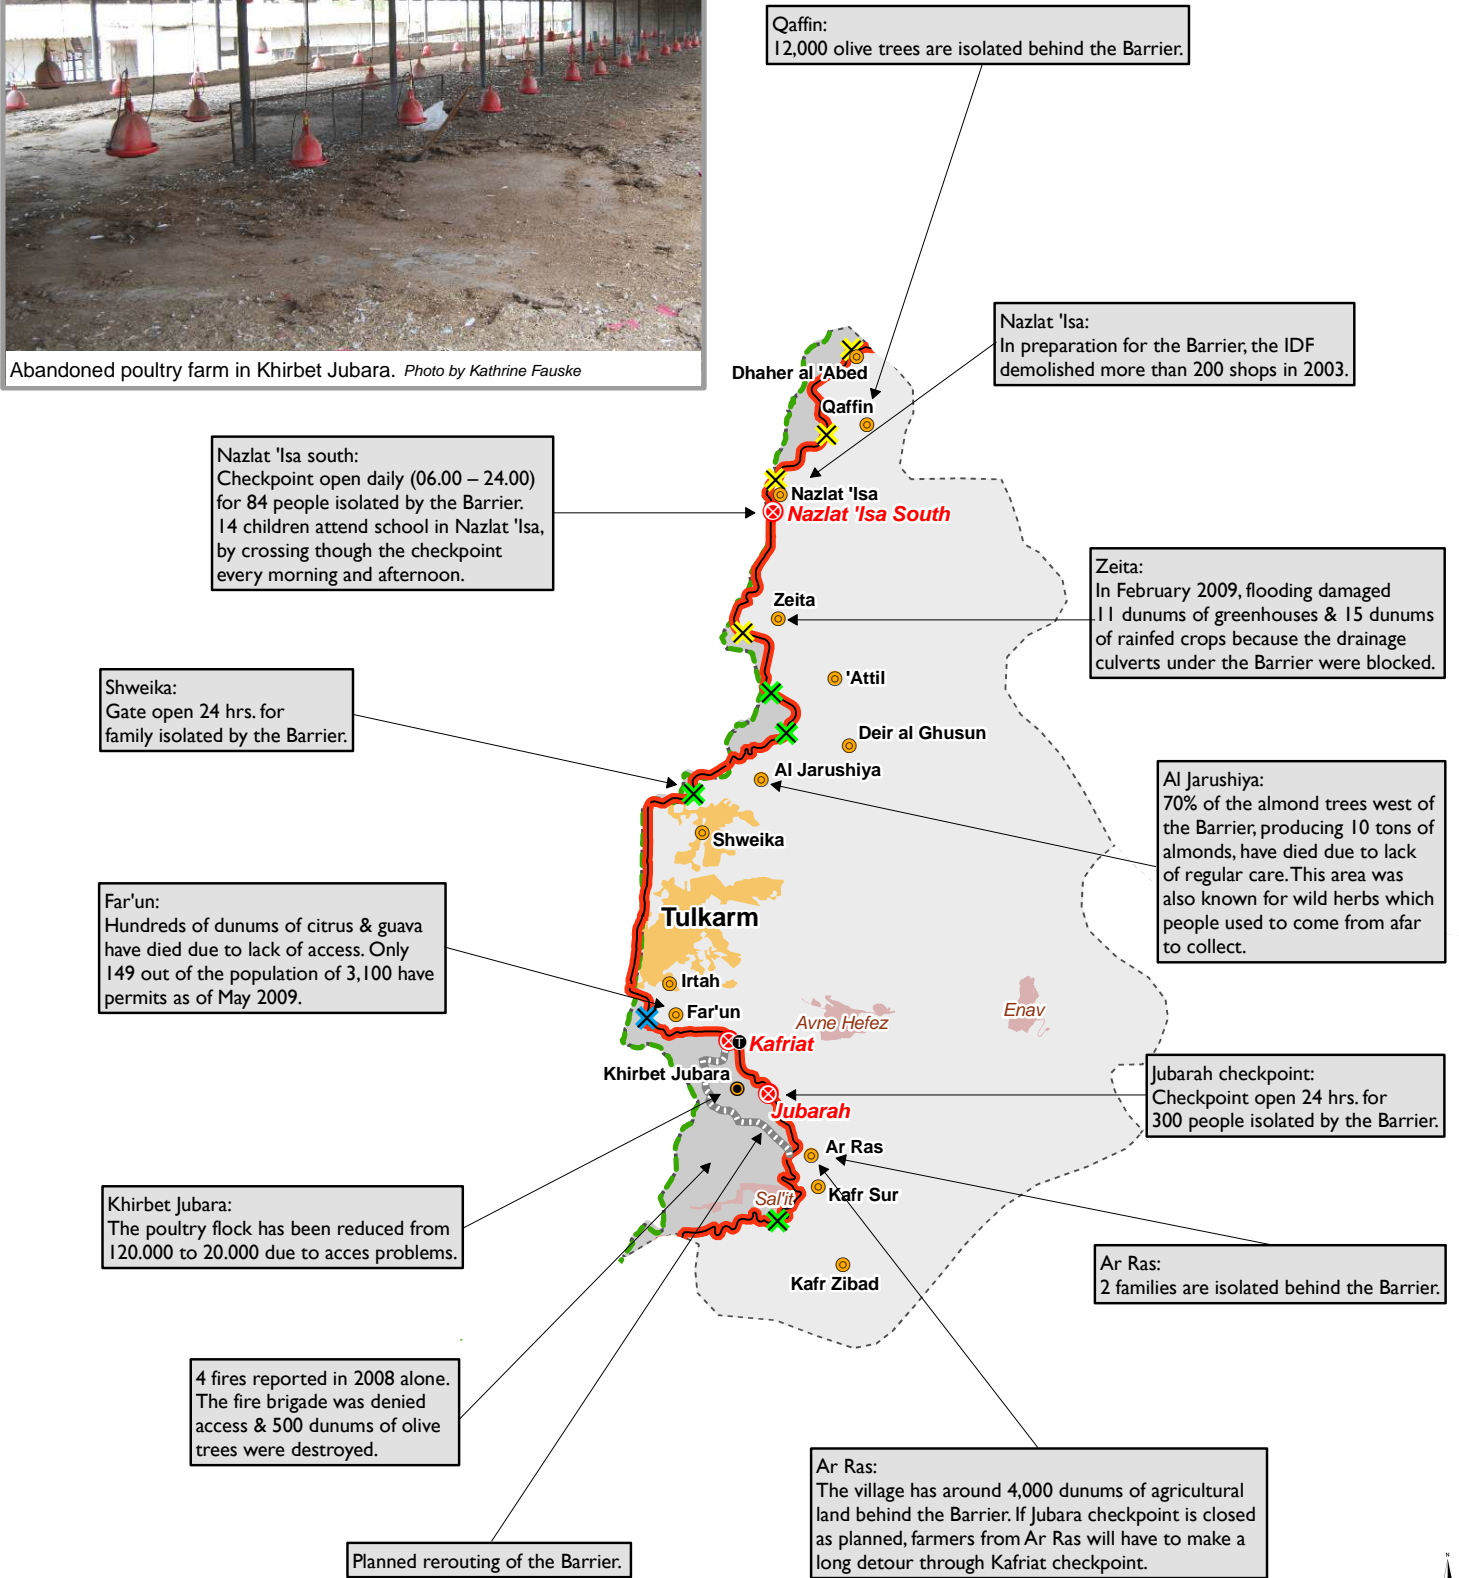 Qaffin:
12,000 olive trees are isolated behind the Barrier.
Abandoned poultry farm in Khirbet Jubara. Photo by Kathrine Fauske
Nazlat 'Isa:
In preparation for the Barrier, the IDF
demolished more than 200 shops in 2003.
Dhaher al 'Abed
Qaffin
Nazlat 'Isa south:
Checkpoint open daily (06.00 – 24.00)
for 84 people isolated by the Barrier.
14 children attend school in Nazlat 'Isa,
by crossing though the checkpoint
every morning and afternoon.
Nazlat 'Isa
Nazlat 'Isa South
Zeita:
In February 2009, flooding damaged
11 dunums of greenhouses & 15 dunums
of rainfed crops because the drainage
culverts under the Barrier were blocked.
Zeita
'Attil
Shweika:
Gate open 24 hrs. for
family isolated by the Barrier.
Deir al Ghusun
Al Jarushiya
Al Jarushiya:
70% of the almond trees west of
the Barrier, producing 10 tons of
almonds, have died due to lack
of regular care. This area was
also known for wild herbs which
people used to come from afar
to collect.
Shweika
Far'un:
Hundreds of dunums of citrus & guava
have died due to lack of access. Only
149 out of the population of 3,100 have
permits as of May 2009.
Tulkarm
Irtah
Far'un
Avne Hefez
Enav
T
Kafriat
Khirbet Jubara
Jubarah
Jubarah checkpoint:
Checkpoint open 24 hrs. for
300 people isolated by the Barrier.
Ar Ras
Kafr Sur
Sal'it
Khirbet Jubara:
The poultry flock has been reduced from
120.000 to 20.000 due to acces problems.
Kafr Zibad
Ar Ras:
2 families are isolated behind the Barrier.
4 fires reported in 2008 alone.
The fire brigade was denied
access & 500 dunums of olive
trees were destroyed.
Ar Ras:
The village has around 4,000 dunums of agricultural
land behind the Barrier. If Jubara checkpoint is closed
as planned, farmers from Ar Ras will have to make a
long detour through Kafriat checkpoint.
Planned rerouting of the Barrier.
N